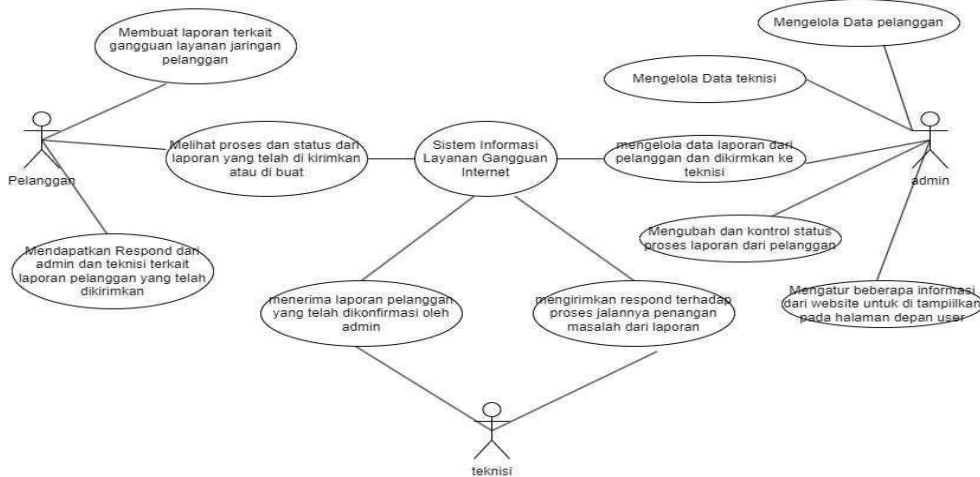 Membuat laporan terkait
gangguan layanan jaringan
pelanggan
Mengelola Data pelanggan
Mengelola Data teknisi
Pelanggan
Melihat proses dan status dari
laporan yang telah di kirimkan
atau di buat
Sistem Informasi
Layanan Gangguan
Internet
mengelola data laporan dari
pelanggan dan dikirmkan ke
teknisi
admin
Mengubah dan kontrol status
proses laporan dari pelanggan
Mendapatkan Respond dari
admin dan teknisi terkait
laporan pelanggan yang telah
dikirimkan
menerima laporan pelanggan
yang telah dikonfirmasi oleh
admin
mengirimkan respond terhadap
proses jalannya penangan
masalah dari laporan
Mengatur beberapa informasi
dari website untuk di tampiilkan
pada halaman depan user
teknisi